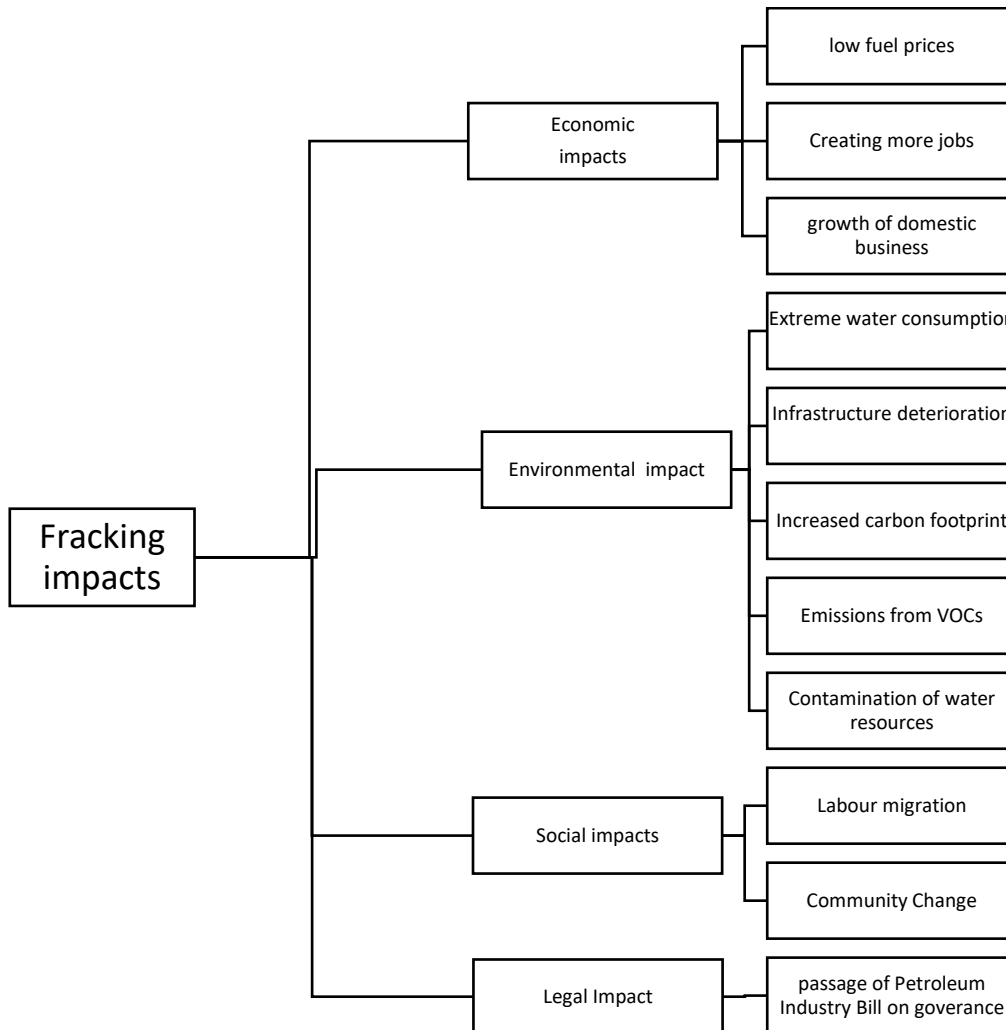 Fracking
impacts
Economic
impacts
low fuel prices
Creating more jobs
growth of domestic
business
Environmental impact
Extreme water consumption
Infrastructure deterioration
Increased carbon footprint
Emissions from VOCs
Contamination of water
resources
Social impacts
Labour migration
Community Change
Legal Impact
passage of Petroleum
Industry Bill on goverance